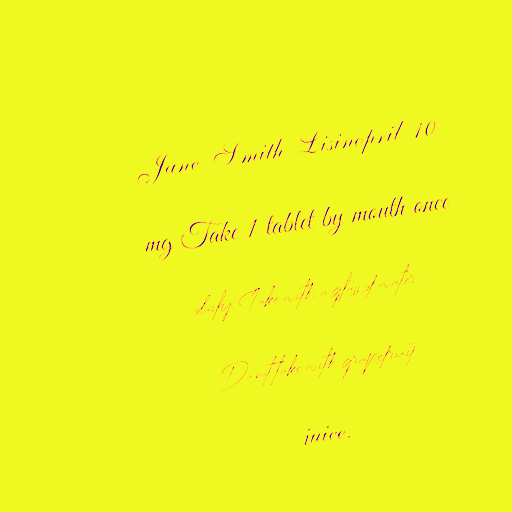 Jane Smith Lisinopril 10
mg Take 1 tablet by mouth once
daily. Take with a glass of water.
Do not take with grapefruit
juice.